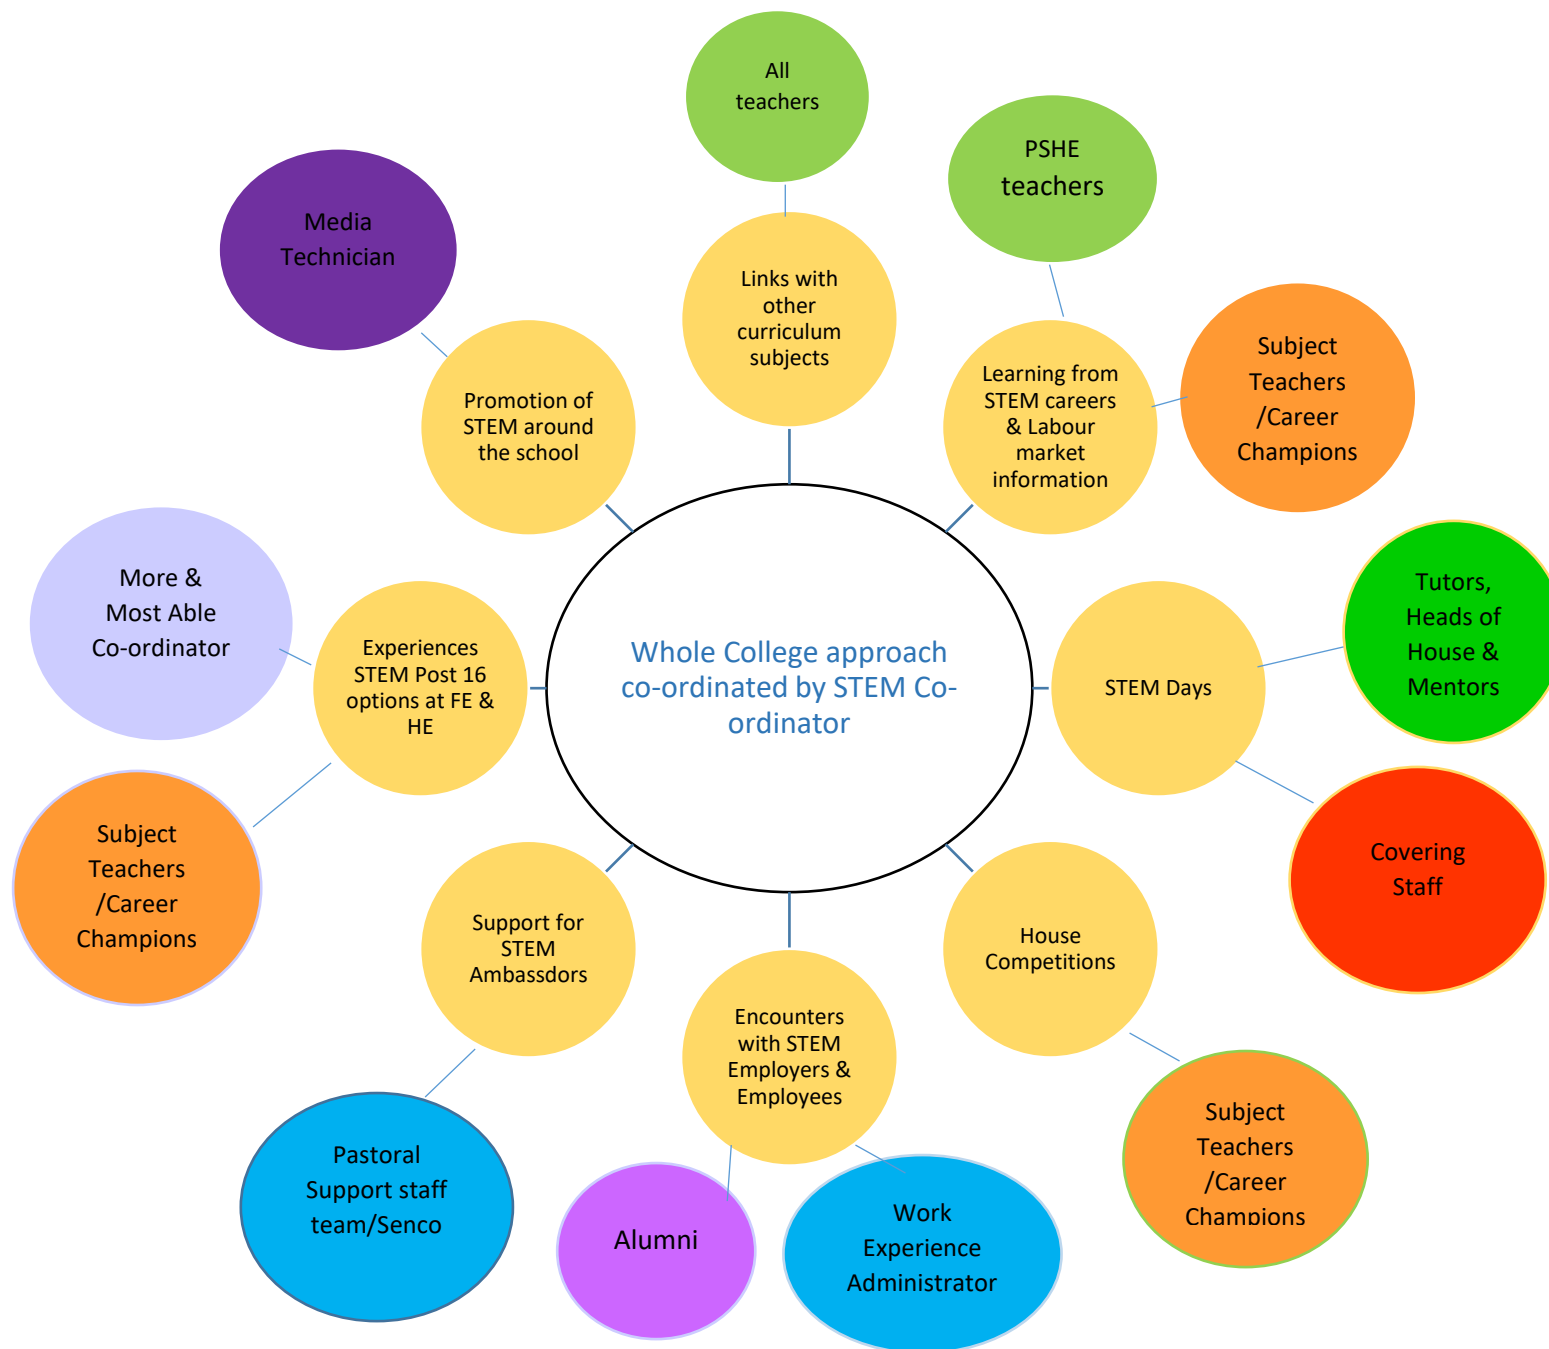 All
teachers
PSHE
teachers
Media
Technician
Links with
other
curriculum
subjects
Subject
Teachers
/Career
Champions
Learning from
STEM careers
& Labour
market
information
Promotion of
STEM around
the school
More &
Most Able
Co-ordinator
Experiences
STEM Post 16
options at FE &
HE
Whole College approach
co-ordinated by STEM Co-
ordinator
STEM Days
Tutors,
Heads of
House &
Mentors
Subject
Teachers
/Career
Champions
Covering
Staff
Support for
STEM
Ambassdors
House
Competitions
Encounters
with STEM
Employers &
Employees
Pastoral
Support staff
team/Senco
Alumni
Work
Experience
Administrator
Subject
Teachers
/Career
Champions